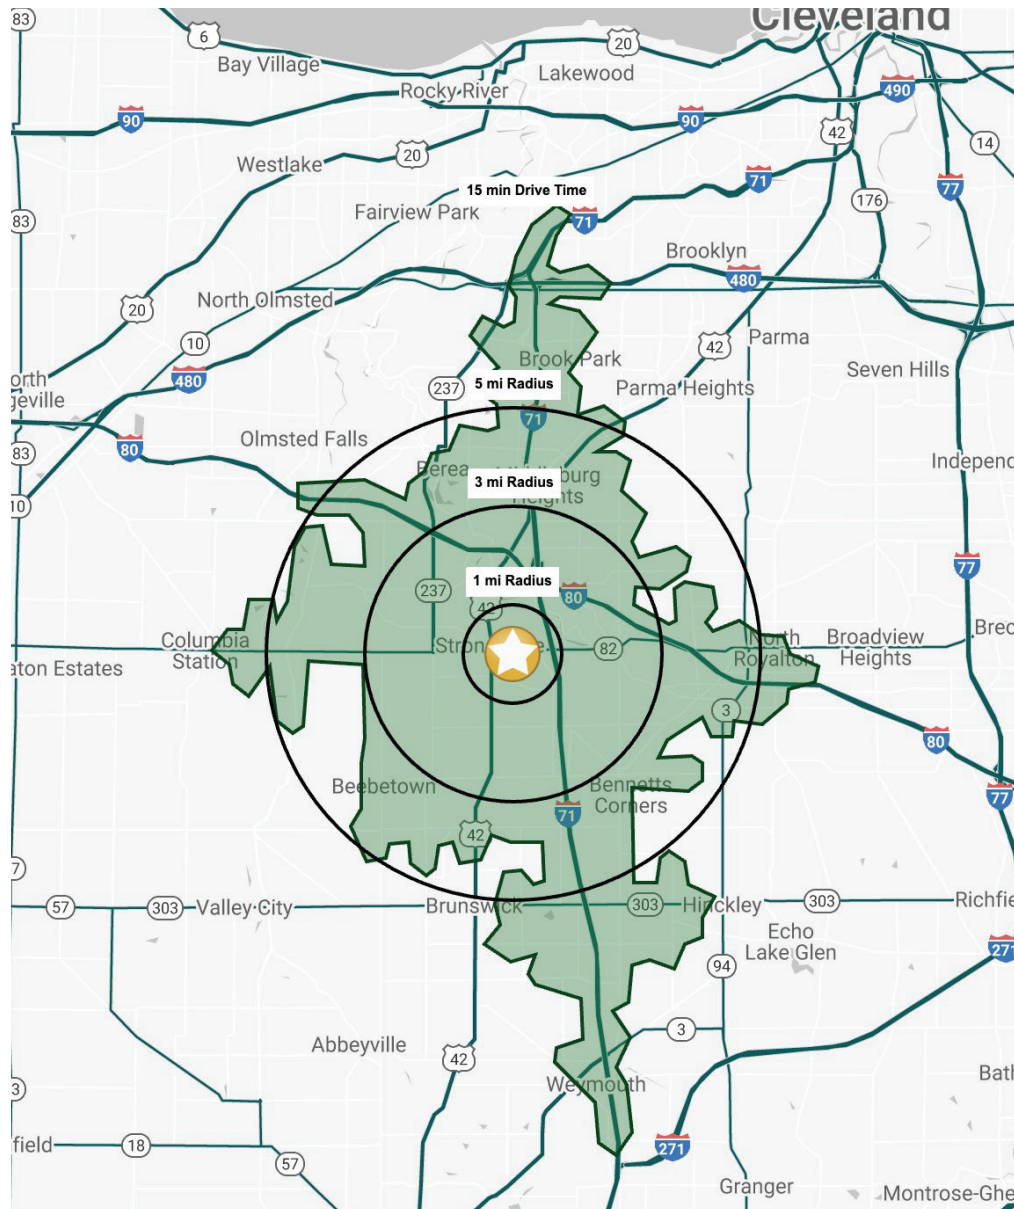 Cleveland
83
6
20
Bay Village
Lakewood
Rocky River
90
490
90
42
14
20
Westlake
71
77
15 min Drive Time
176
Fairview Park
83
71
Brooklyn
480
North Olmsted
20
10
42
Parma
Brook Park
Seven Hills
480
237
Parma Heights
5 mi Radius
71
Olmsted Falls
80
83
Berea
3 mi Radius
Heights
10
77
1 mi Radius
237
80
42
Columbia
Station
82
North
Royalton
Broadview
Heights
3
80
Beebetown
Bennetts
Corners
77
71
42
57
303
Valley City
Brunswick
303
Hinckley
303
Echo
Lake Glen
271
94
3
Abbeyville
42
Weymouth
18
57
271
Granger